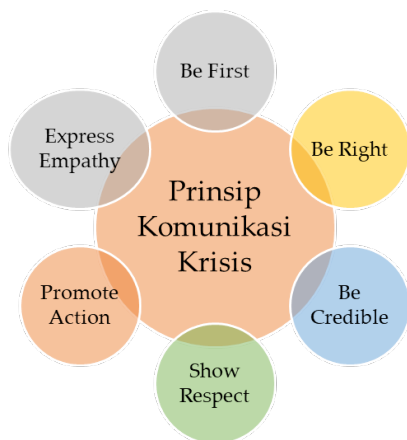 Prinsip
Komunikasi
Krisis
Be First
Be Right
Be
Credible
Show
Respect
Promote
Action
Express
Empathy